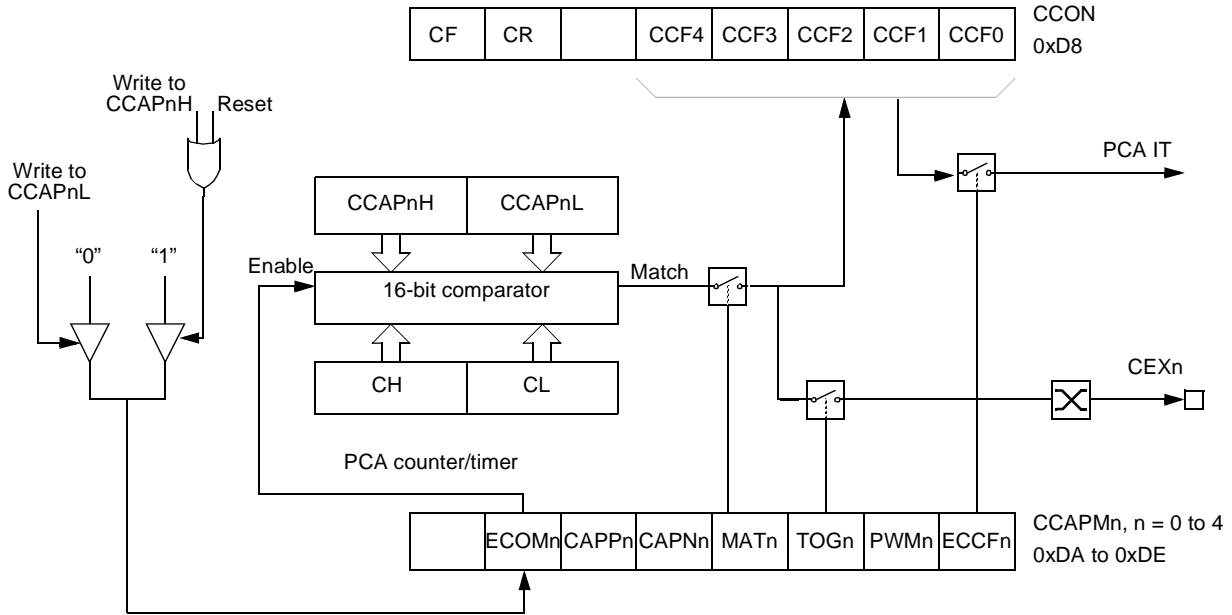 CF CR CCF4 CCF3 CCF2 CCF1 CCF0
CCON
0xD8
Write to
CCAPnH Reset
Write to
CCAPnL
PCA IT
CCAPnH CCAPnL
“0” “1”
Enable
16-bit comparator
Match
CH CL
CEXn
PCA counter/timer
ECOMn CAPPn CAPNn MATn TOGn PWMn ECCFn
CCAPMn, n = 0 to 4
0xDA to 0xDE